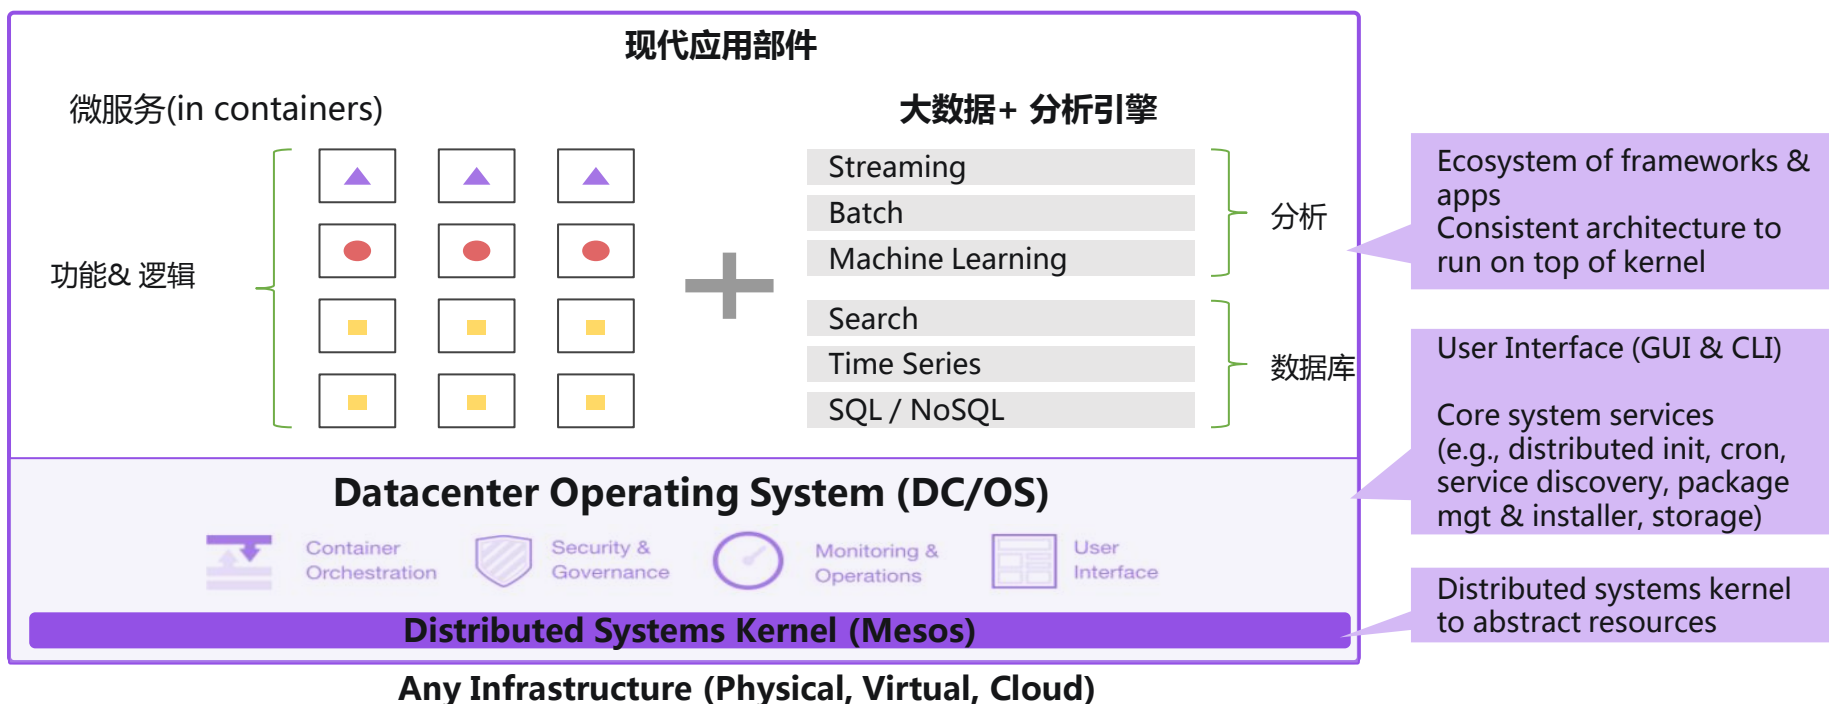 现代应用部件
微服务(in containers)
功能& 逻辑
大数据+ 分析引擎
Streaming
Batch
Machine Learning
分析
Search
Time Series
SQL / NoSQL
数据库
Ecosystem of frameworks &
apps
Consistent architecture to
run on top of kernel
User Interface (GUI & CLI)
Core system services
(e.g., distributed init, cron,
service discovery, package
mgt & installer, storage)
Datacenter Operating System (DC/OS)
Container
Orchestration
Security &
Governance
Monitoring &
Operations
User
Interface
Distributed Systems Kernel (Mesos)
Distributed systems kernel
to abstract resources
Any Infrastructure (Physical, Virtual, Cloud)